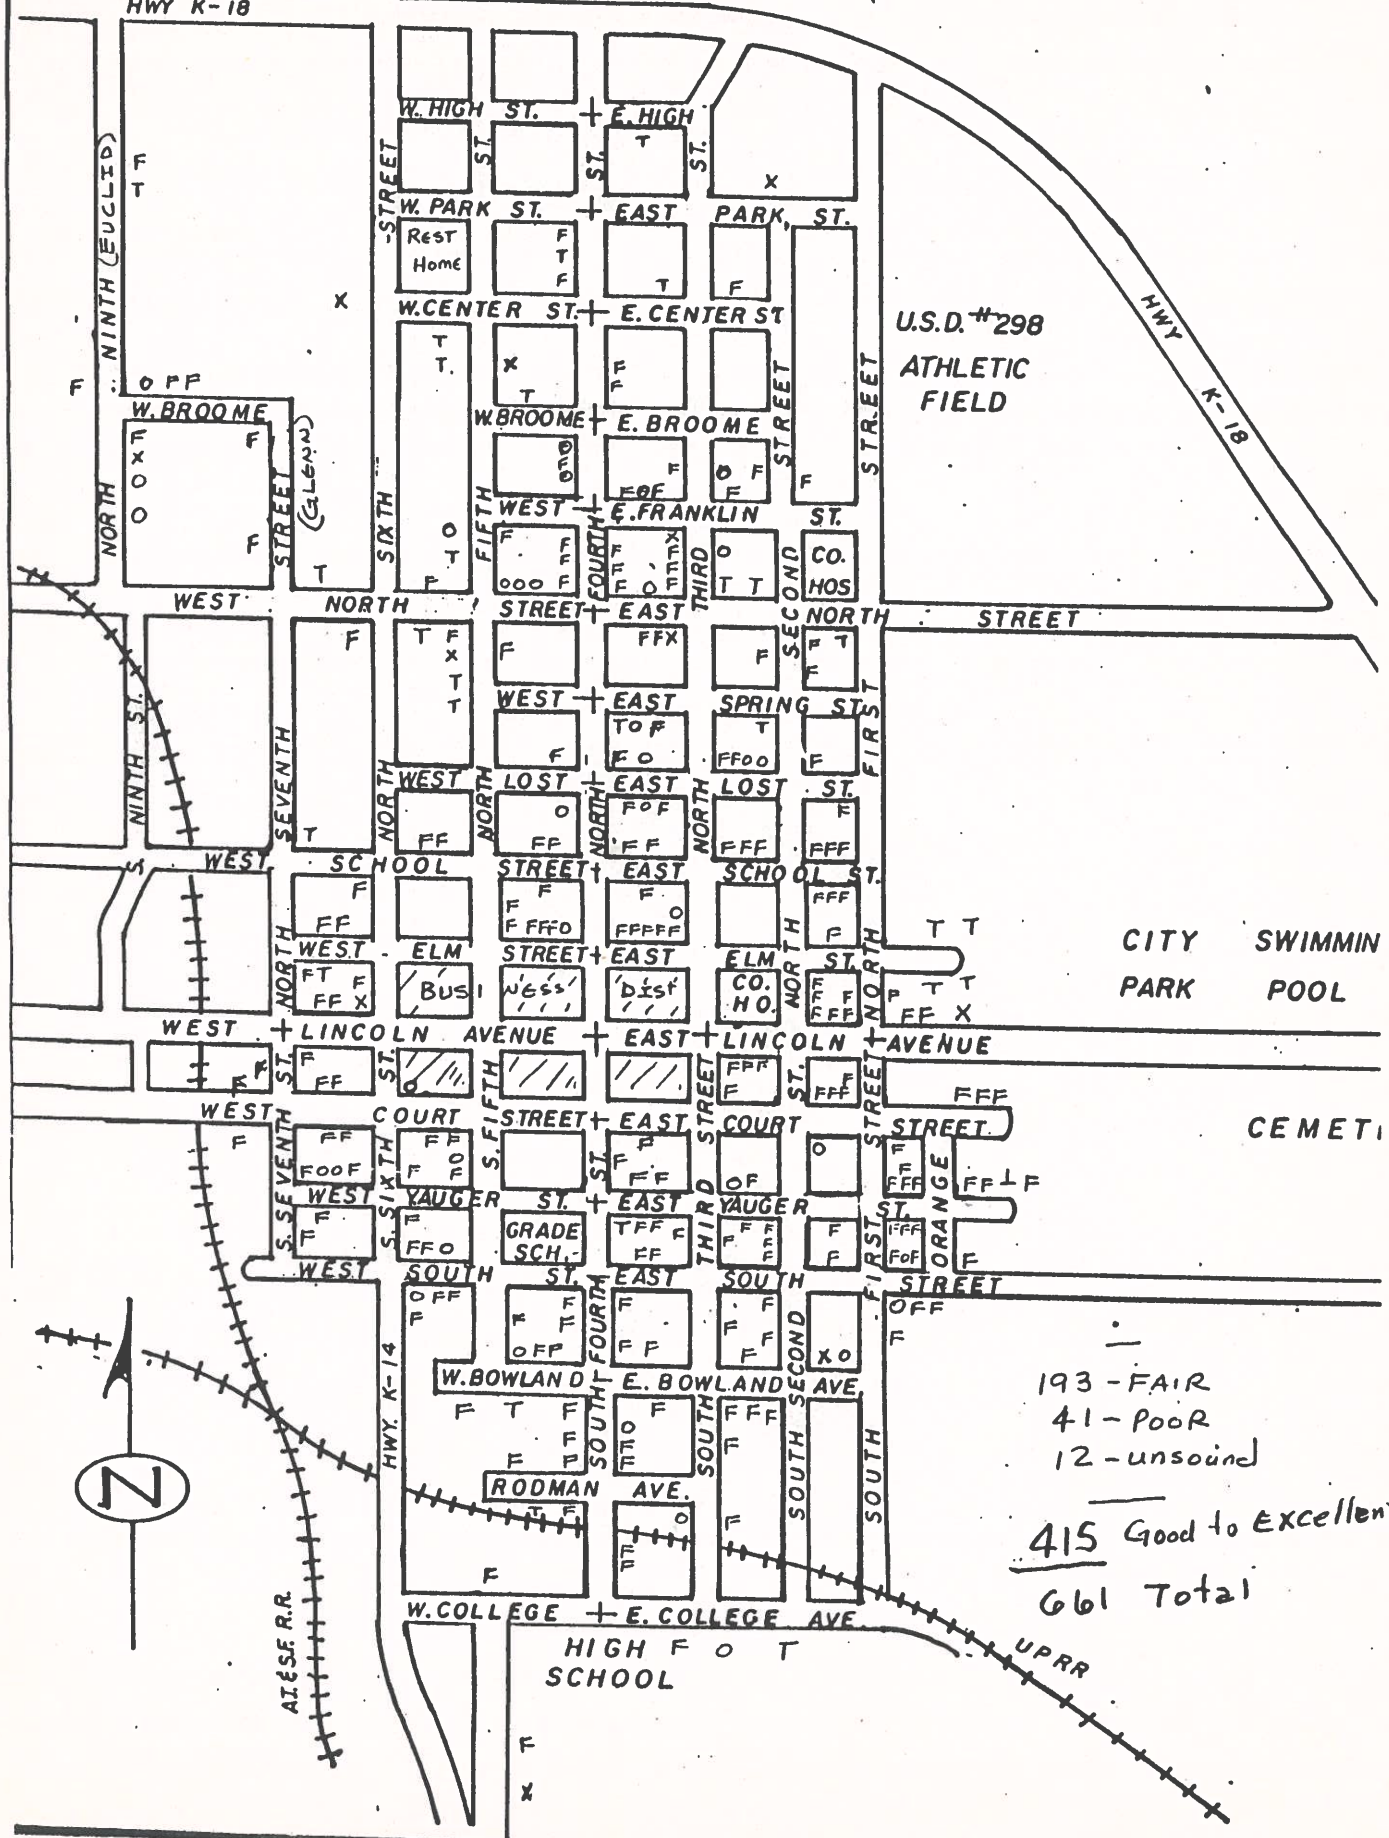 HWY K-18
W. HIGH ST. + E. HIGH
T
ST. ST. ST.
-STREET
F
T
X
W. PARK ST. + EAST PARK, ST.
REST
Home
F
T
F
T
F
NINTH (EUCLID)
X
W. CENTER ST. + E. CENTER ST
U.S.D. #298
ATHLETIC
FIELD
HWY
K-18
T
T.
X
T
F
F
F
O F F
STREET
STREET
W. BROOME
W. BROOME + E. BROOME
F
X
O
O
F
F
STREET
(GLENN)
T
NORTH
O
F
O
F
F O F
O F
F
F
SIXTH
FIFTH
WEST + E. FRANKLIN ST.
O
T
F
F
F
F
O O O F
FOURTH
F
F
F
X
F
F
O F
THIRD
O
T T
SECOND
CO.
HOS
WEST NORTH STREET + EAST NORTH STREET
F
T F
X
T
T
F
F F X
F
F T
F
WEST + EAST SPRING ST.
NINTH ST.
F
T O F
F O
T
F F O O
F
FIRST
SEVENTH
NORTH
WEST LOST + EAST LOST ST.
NORTH
NORTH
NORTH
T
F F
O
F F
F O F
F F
F F F
F
F F F
S
WEST SCHOOL STREET + EAST SCHOOL ST.
F
F F
F
F
F F F F O
F
O
F F F F F
F F F
F
T T
WEST ELM STREET + EAST ELM ST.
CITY SWIMMIN
PARK POOL
NORTH
F T F
F F X
BUSI NESS DIST
CO.
HO.
NORTH
F
F F
F F F
NORTH
F T T
F F X
WEST + LINCOLN AVENUE + EAST + LINCOLN + AVENUE
ST.
F
F F
ST.
O
STREET
F F F
F
ST.
F
F F F
STREET
F F F
WEST COURT STREET + EAST COURT STREET
CEMETI
F
S. SEVENTH
F F
F O O F
S. SIXTH
F F
O
F F
S. FIFTH
ST.
F
F
F F
O F
O
F
F
F F F
ORANGE
F F ⊥ F
WEST YAUGER ST. + EAST YAUGER ST.
F
F
F
F F O
GRADE
SCH.
T F F F
F F
THIRD
F F
F F
F
F
F
FIRST
F F F
F O F
F
WEST SOUTH ST. EAST SOUTH STREET
O F F
F
F
F
O F F
SOUTH FOURTH
F
F F
F
F
F
F
X O
O F F
F
HWY. K-14
W. BOWLAND - E. BOWLAND AVE.
193 - FAIR
41 - POOR
12 - unsound
415 Good to Excellen
661 Total
F T F
F
F F
F
O
F
F
SOUTH
F F F
F
SOUTH SECOND
SOUTH
RODMAN AVE.
T F
O
F
F
F
F
N
W. COLLEGE + E. COLLEGE AVE.
HIGH F O T
SCHOOL
UPRR
A.T.&S.F. R.R.
F
X